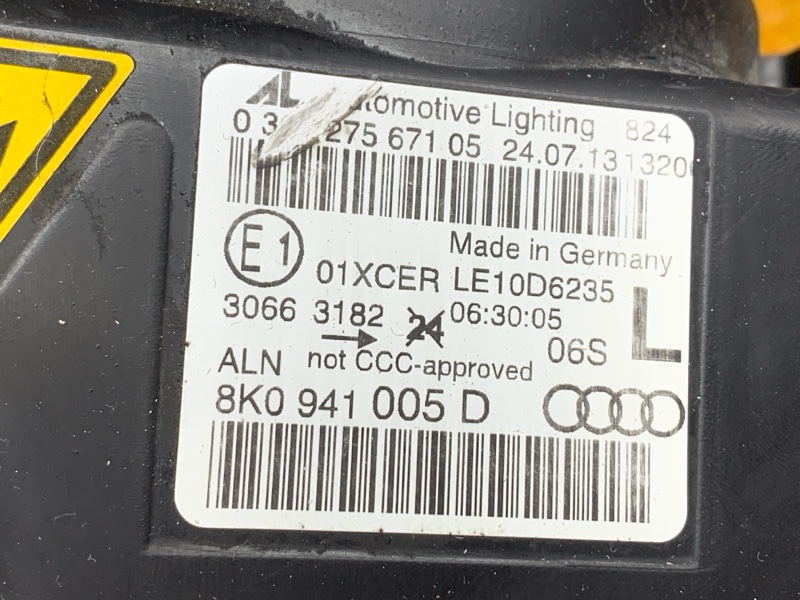 AL Lighting 824
275 671 05 24.07.13
Made in Germany
E1 01XCER LE10D6235
3066 3182 24 06:30:05
06S L
ALN not CCC-approved
8K0 941 005 D